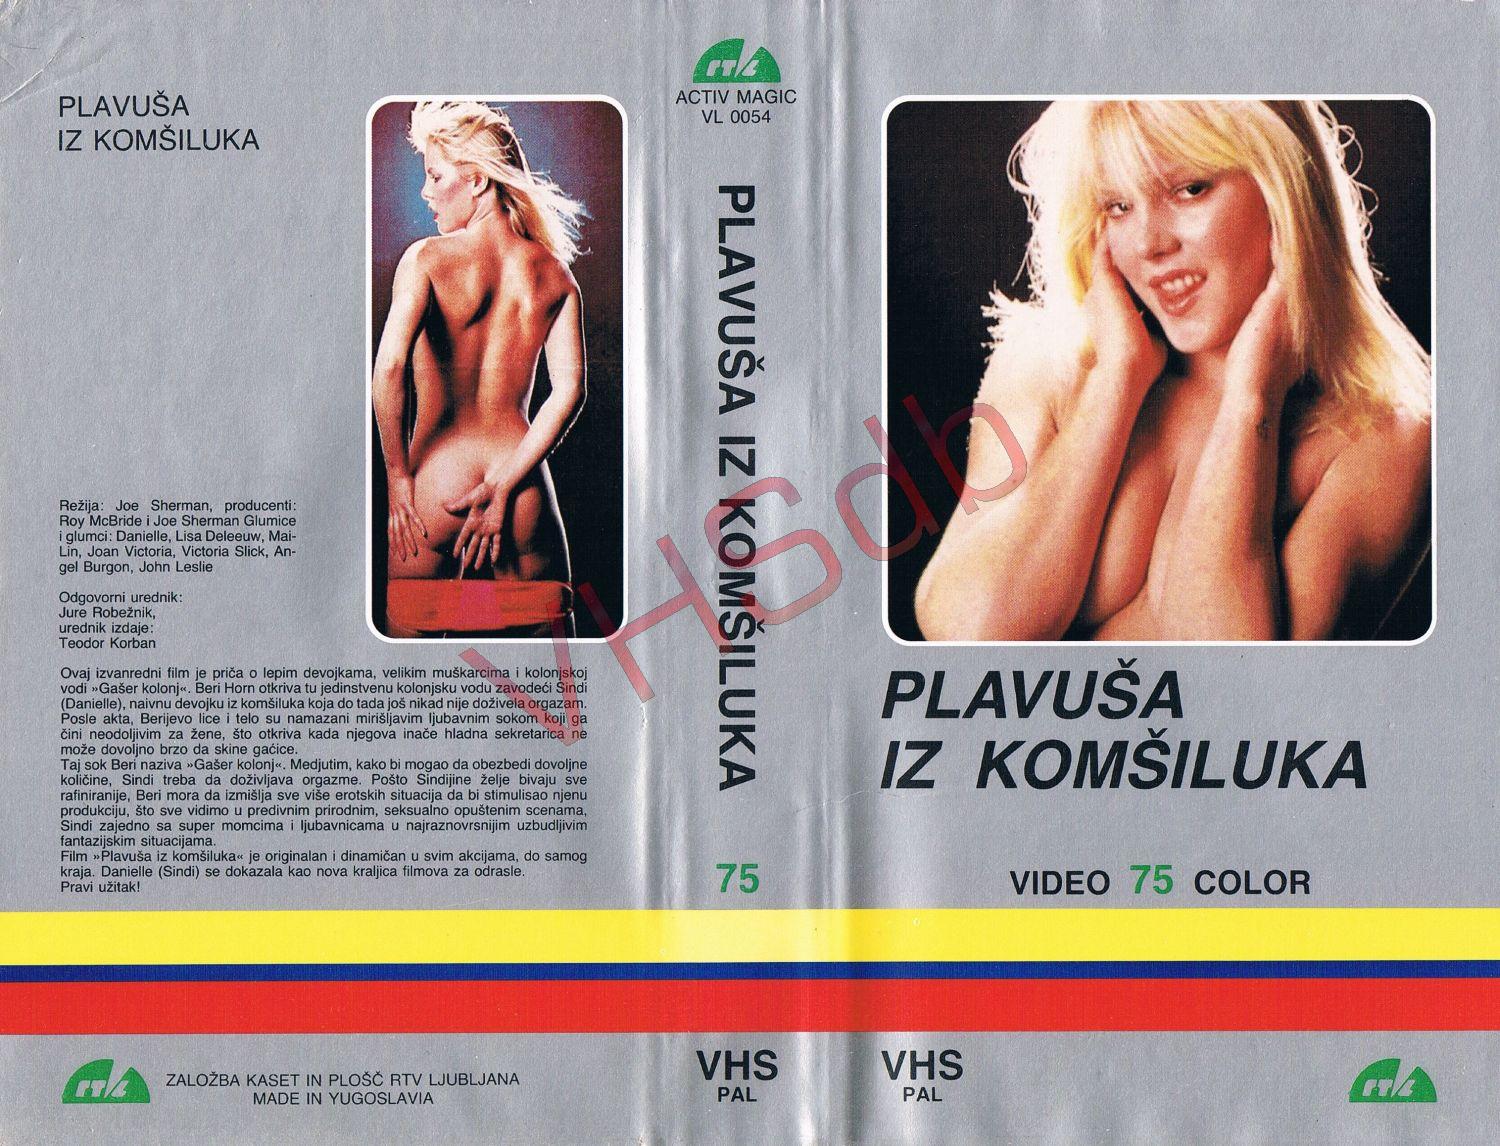 PLAVUŠA
IZ KOMŠILUKA
Režija: Joe Sherman, producenti:
Roy McBride i Joe Sherman Glumice
i glumci: Danielle, Lisa Deleeuw, Mai-
Lin, Joan Victoria, Victoria Slick, An-
gel Burgon, John Leslie
Odgovorni urednik:
Jure Robežnik,
urednik izdaje:
Teodor Korban
Ovaj izvanredni film je priča o lepim devojkama, velikim muškarcima i kolonjskoj
vodi »Gašer kolonj«. Beri Horn otkriva tu jedinstvenu kolonjsku vodu zavodeći Sindi
(Danielle), naivnu devojku iz komšiluka koja do tada još nikad nije doživela orgazam.
Posle akta, Berijevo lice i telo su namazani mirišljavim ljubavnim sokom koji ga
čini neodoljivim za žene, što otkriva kada njegova inače hladna sekretarica ne
može dovoljno brzo da skine gaćice.
Taj sok Beri naziva »Gašer kolonj«. Medjutim, kako bi mogao da obezbedi dovoljne
količine, Sindi treba da doživljava orgazme. Pošto Sindijine želje bivaju sve
rafiniranije, Beri mora da izmišlja sve više erotskih situacija da bi stimulisao njenu
produkciju, što sve vidimo u predivnim prirodnim, seksualno opuštenim scenama,
Sindi zajedno sa super momcima i ljubavnicama u najraznovrsnijim uzbudljivim
fantazijskim situacijama.
Film »Plavuša iz komšiluka« je originalan i dinamičan u svim akcijama, do samog
kraja. Danielle (Sindi) se dokazala kao nova kraljica filmova za odrasle.
Pravi užitak!
RTL
ZALOŽBA KASET IN PLOŠČ RTV LJUBLJANA
MADE IN YUGOSLAVIA
RTL
ACTIV MAGIC
VL 0054
PLAVUŠA IZ KOMŠILUKA
75
VHS
PAL
PLAVUŠA
IZ KOMŠILUKA
VIDEO 75 COLOR
VHS
PAL
RTL
VHSdb